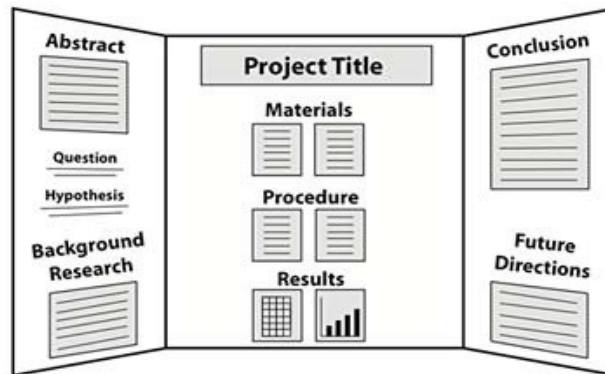 Abstract
Question
Hypothesis
Background
Research
Project Title
Materials
Procedure
Results
Conclusion
Future
Directions